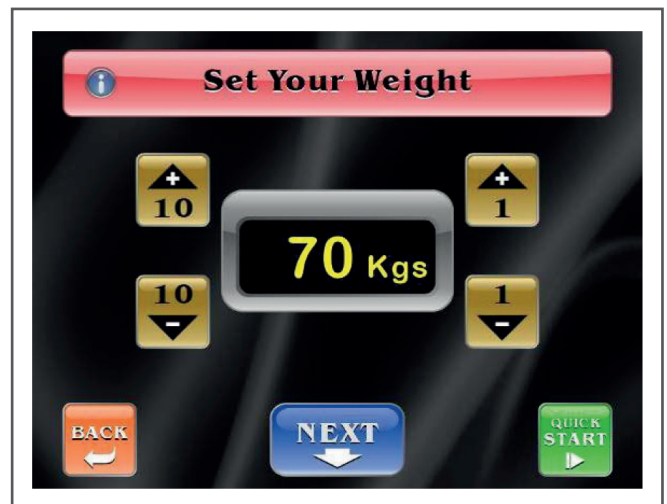 Set Your Weight
+ +
10 1
70 Kgs
10 1
- -
BACK
NEXT
QUICK
START